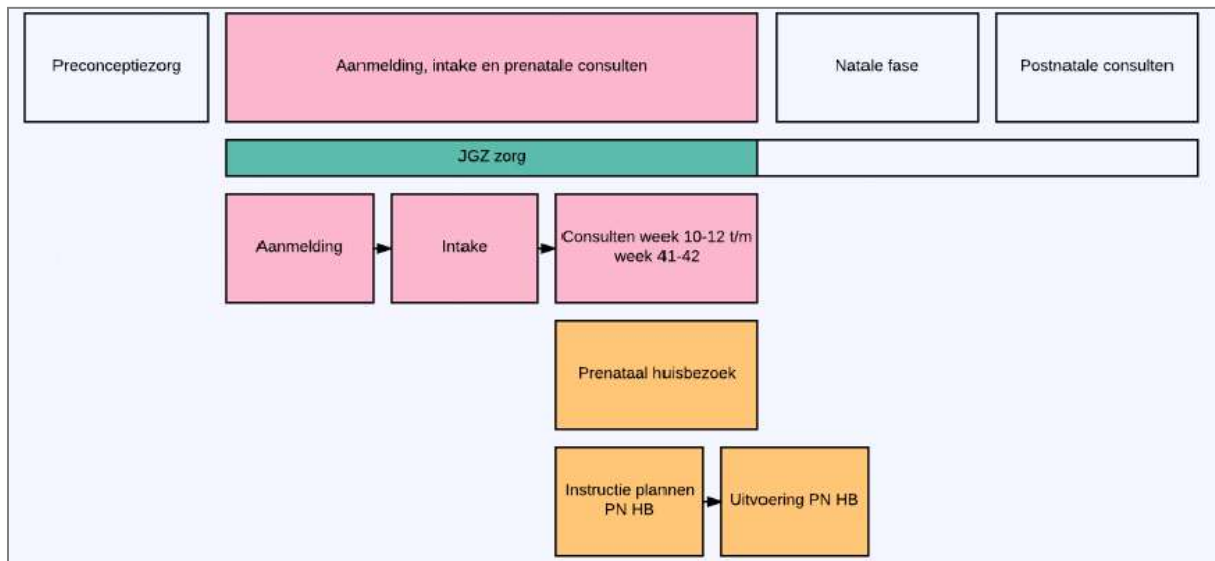 Preconceptiezorg
Aanmelding, intake en prenatale consulten
Natale fase
Postnatale consulten
JGZ zorg
Aanmelding
Intake
Consulten week 10-12 t/m
week 41-42
Prenataal huisbezoek
Instructie plannen
PN HB
Uitvoering PN HB